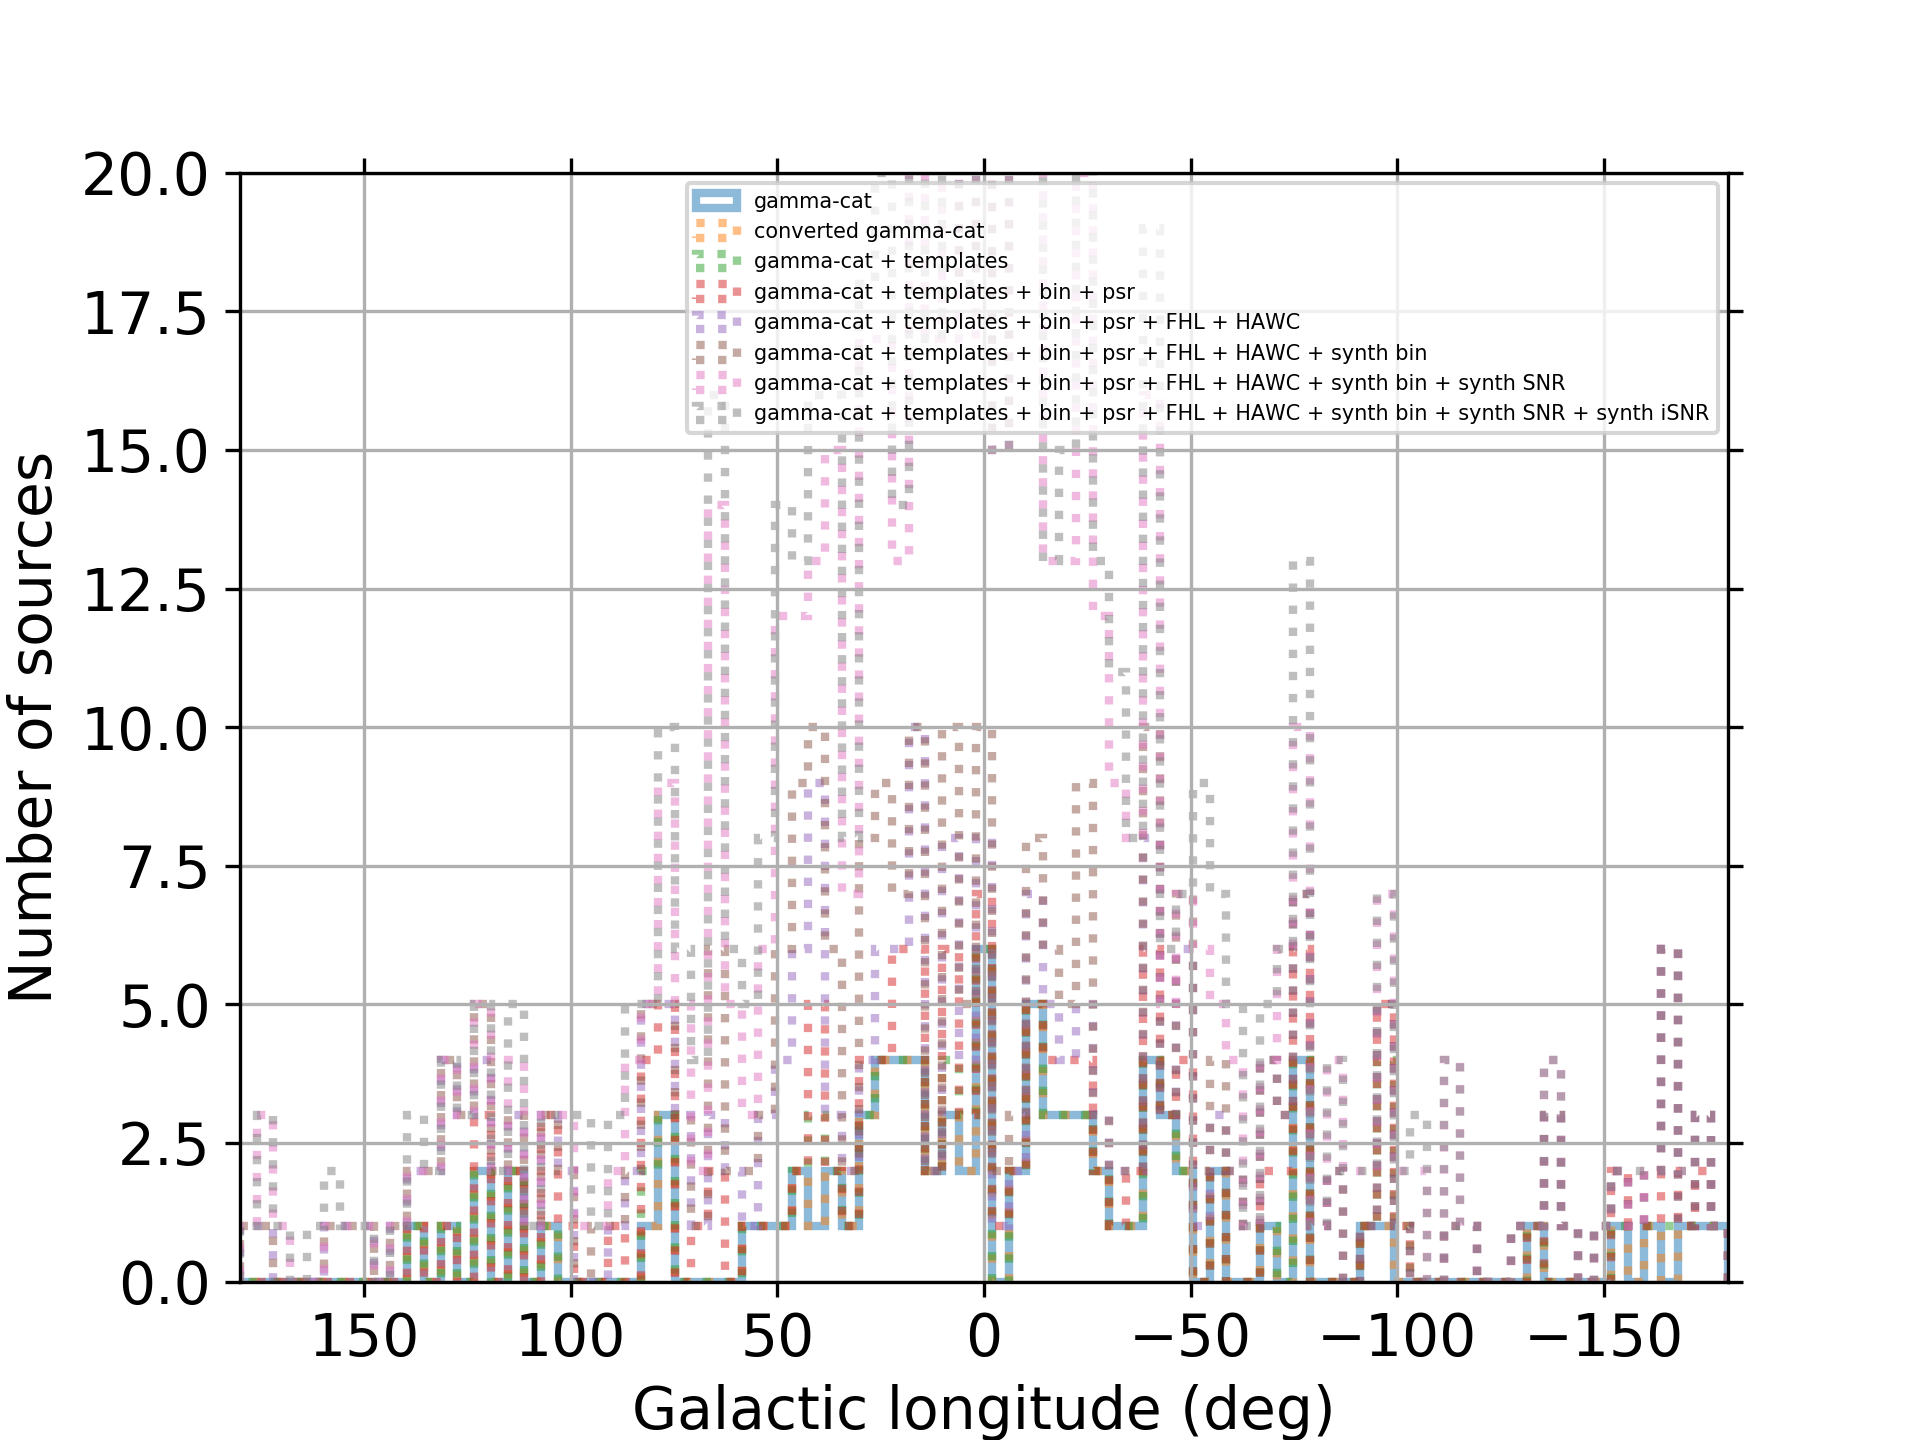 20.0
17.5
15.0
12.5
10.0
7.5
5.0
2.5
0.0
Number of sources
gamma-cat
converted gamma-cat
gamma-cat + templates
gamma-cat + templates + bin + psr
gamma-cat + templates + bin + psr + FHL + HAWC
gamma-cat + templates + bin + psr + FHL + HAWC + synth bin
gamma-cat + templates + bin + psr + FHL + HAWC + synth bin + synth SNR
gamma-cat + templates + bin + psr + FHL + HAWC + synth bin + synth SNR + synth iSNR
150 100 50 0 −50 −100 −150
Galactic longitude (deg)